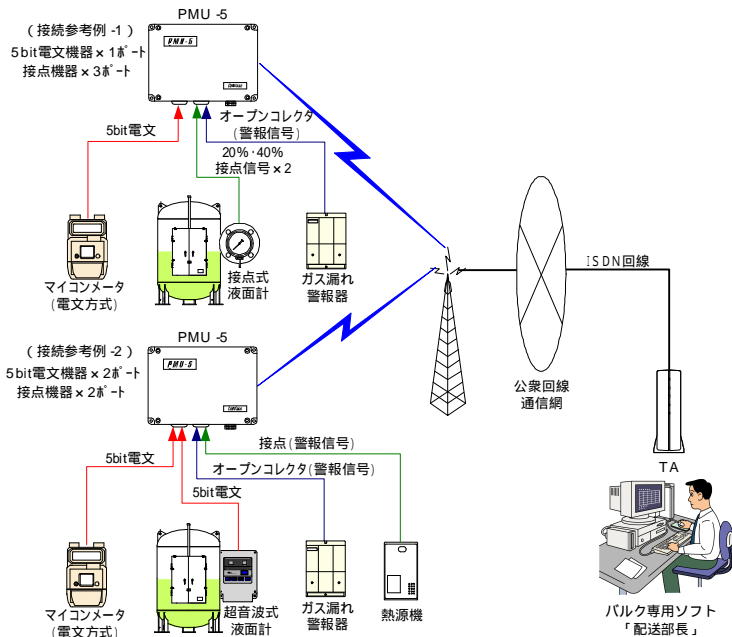 PMU -5
(接続参考例 -1)
5bit電文機器×1ポート
接点機器×3ポート
PMU-5
5bit電文
オープンコレクタ
(警報信号)
20%・40%
接点信号×2
マイコンメータ
(電文方式)
接点式
液面計
ガス漏れ
警報器
ISDN回線
公衆回線
通信網
TA
バルク専用ソフト
「配送部長」
PMU -5
(接続参考例 -2)
5bit電文機器×2ポート
接点機器×2ポート
PMU-5
接点(警報信号)
5bit電文
オープンコレクタ(警報信号)
5bit電文
マイコンメータ
(電文方式)
超音波式
液面計
ガス漏れ
警報器
熱源機